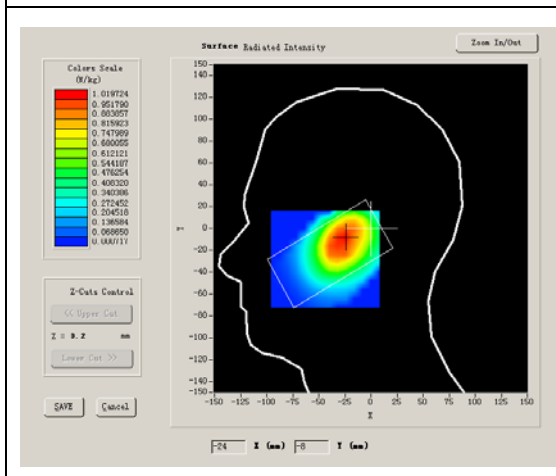 Surface Radiated Intensity
Zoom In/Out
Colors Scale
(W/kg)
1.019724
0.951790
0.883857
0.815923
0.747989
0.680055
0.612121
0.544187
0.476254
0.408320
0.340386
0.272452
0.204518
0.136584
0.068650
0.000717
Z-Cuts Control
<< Upper Cut
Z = 3.2 mm
Lower Cut >>
SAVE
Cancel
150
140
120
100
80
60
40
20
0
-20
-40
-60
-80
-100
-120
-140
-150
Y
-150 -125 -100 -75 -50 -25 0 25 50 75 100 125 150
X
-24 X (mm) -8 Y (mm)